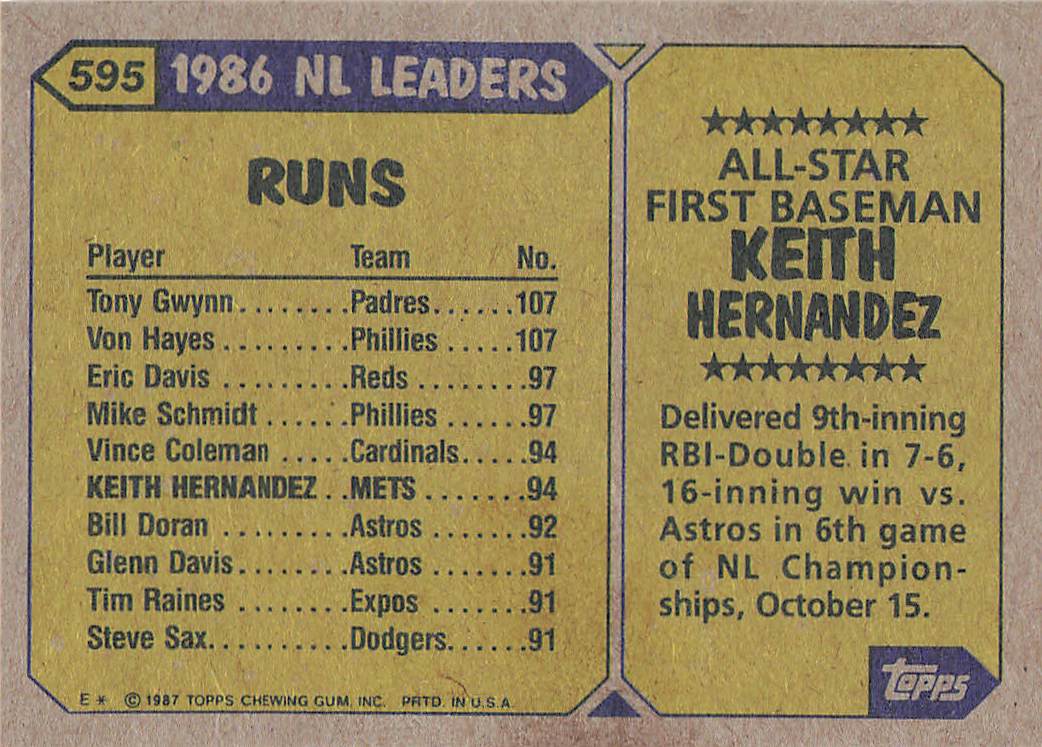 595 1986 NL LEADERS
RUNS
Player Team No.
Tony Gwynn........Padres......107
Von Hayes.........Phillies.....107
Eric Davis.........Reds........97
Mike Schmidt......Phillies......97
Vince Coleman.....Cardinals.....94
KEITH HERNANDEZ..METS.......94
Bill Doran.........Astros.......92
Glenn Davis........Astros.......91
Tim Raines........Expos.......91
Steve Sax..........Dodgers......91
E * © 1987 TOPPS CHEWING GUM, INC. PRTD. IN U.S.A.
ALL-STAR
FIRST BASEMAN
KEITH
HERNANDEZ
Delivered 9th-inning
RBI-Double in 7-6,
16-inning win vs.
Astros in 6th game
of NL Champion-
ships, October 15.
Topps